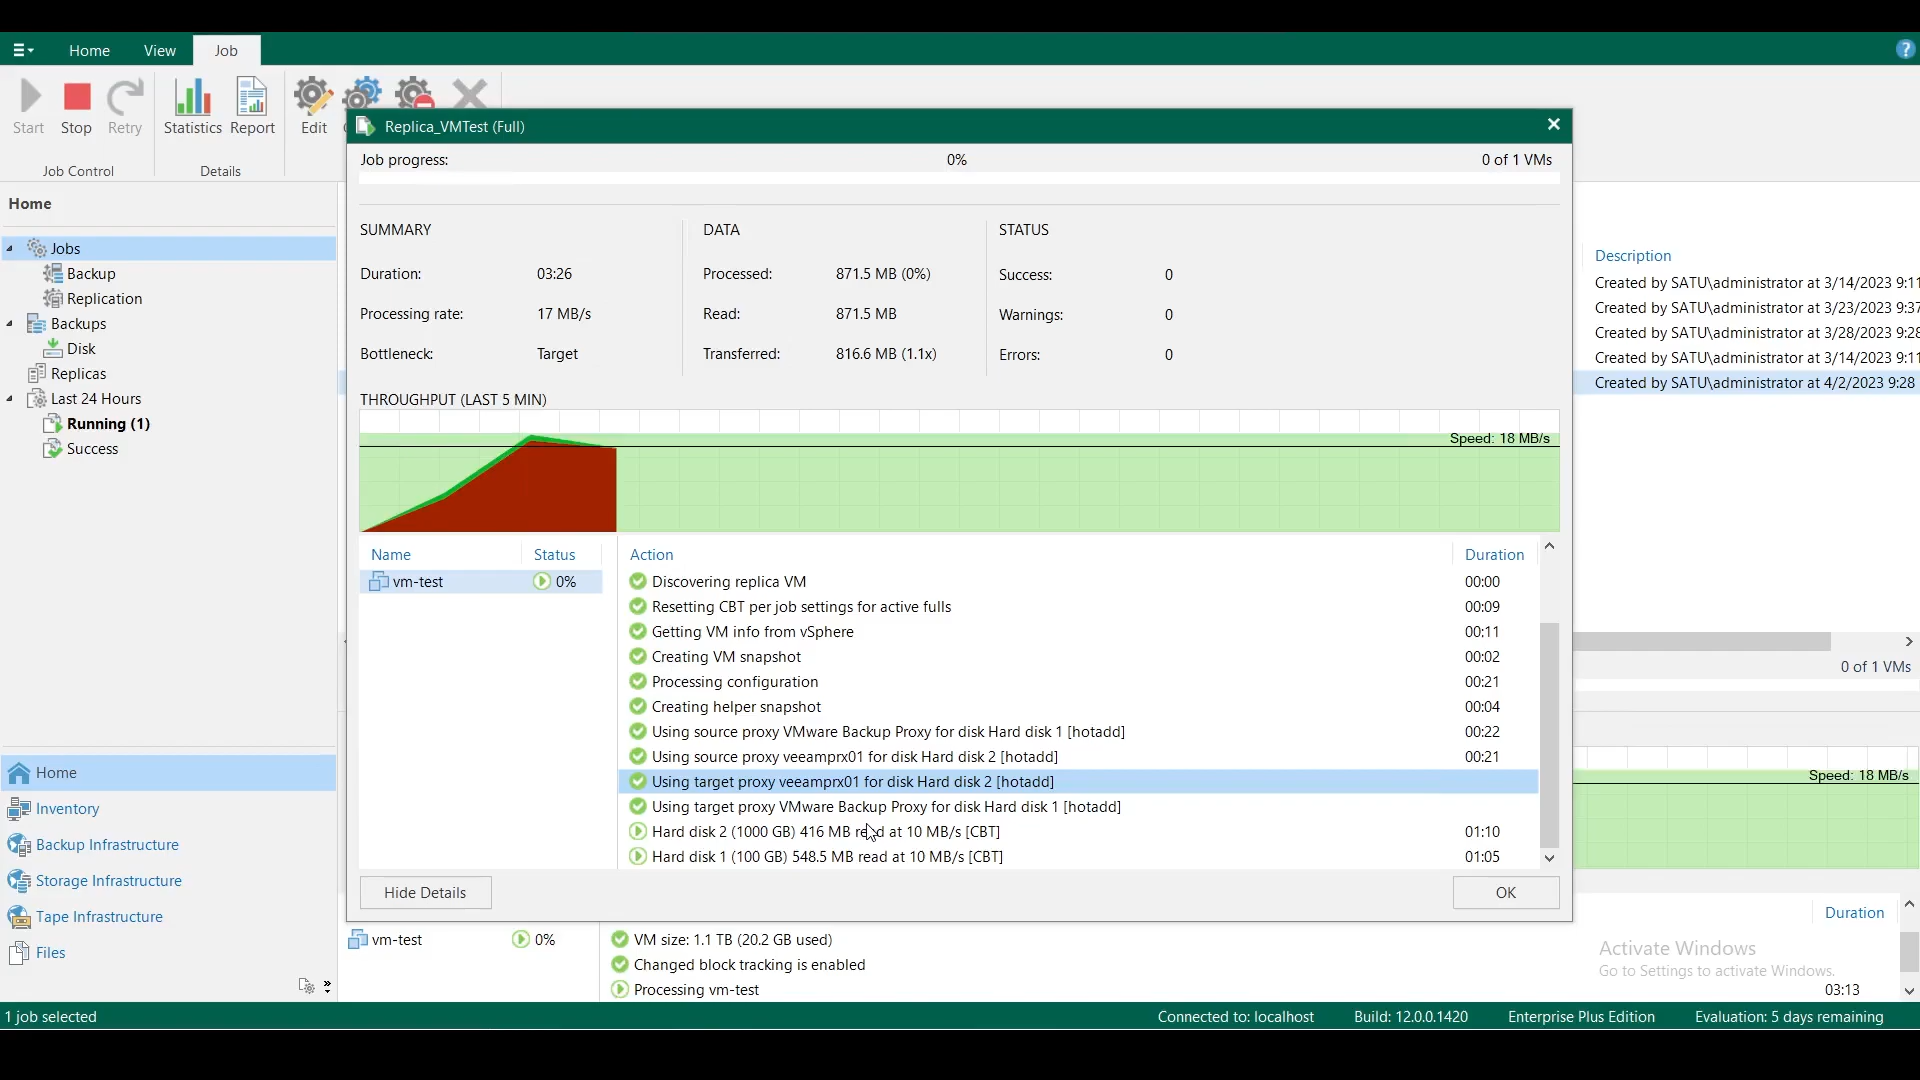 Home View Job
?
Start Stop Retry Statistics Report Edit
Job Control Details
Replica_VMTest (Full)
Job progress: 0% 0 of 1 VMs
SUMMARY DATA STATUS
Duration: 03:26 Processed: 871.5 MB (0%) Success: 0
Processing rate: 17 MB/s Read: 871.5 MB Warnings: 0
Bottleneck: Target Transferred: 816.6 MB (1.1x) Errors: 0
THROUGHPUT (LAST 5 MIN)
Speed: 18 MB/s
Name Status Action Duration
vm-test 0% Discovering replica VM 00:00
Resetting CBT per job settings for active fulls 00:09
Getting VM info from vSphere 00:11
Creating VM snapshot 00:02
Processing configuration 00:21
Creating helper snapshot 00:04
Using source proxy VMware Backup Proxy for disk Hard disk 1 [hotadd] 00:22
Using source proxy veeamprx01 for disk Hard disk 2 [hotadd] 00:21
Using target proxy veeamprx01 for disk Hard disk 2 [hotadd]
Using target proxy VMware Backup Proxy for disk Hard disk 1 [hotadd]
Hard disk 2 (1000 GB) 416 MB read at 10 MB/s [CBT] 01:10
Hard disk 1 (100 GB) 548.5 MB read at 10 MB/s [CBT] 01:05
Hide Details OK
Home
Jobs
Backup
Replication
Backups
Disk
Replicas
Last 24 Hours
Running (1)
Success
Home
Inventory
Backup Infrastructure
Storage Infrastructure
Tape Infrastructure
Files
Description
Created by SATU\administrator at 3/14/2023 9:11
Created by SATU\administrator at 3/23/2023 9:37
Created by SATU\administrator at 3/28/2023 9:28
Created by SATU\administrator at 3/14/2023 9:11
Created by SATU\administrator at 4/2/2023 9:28
0 of 1 VMs
Speed: 18 MB/s
Duration
vm-test 0% VM size: 1.1 TB (20.2 GB used)
Changed block tracking is enabled
Processing vm-test 03:13
Activate Windows
Go to Settings to activate Windows.
1 job selected Connected to: localhost Build: 12.0.0.1420 Enterprise Plus Edition Evaluation: 5 days remaining